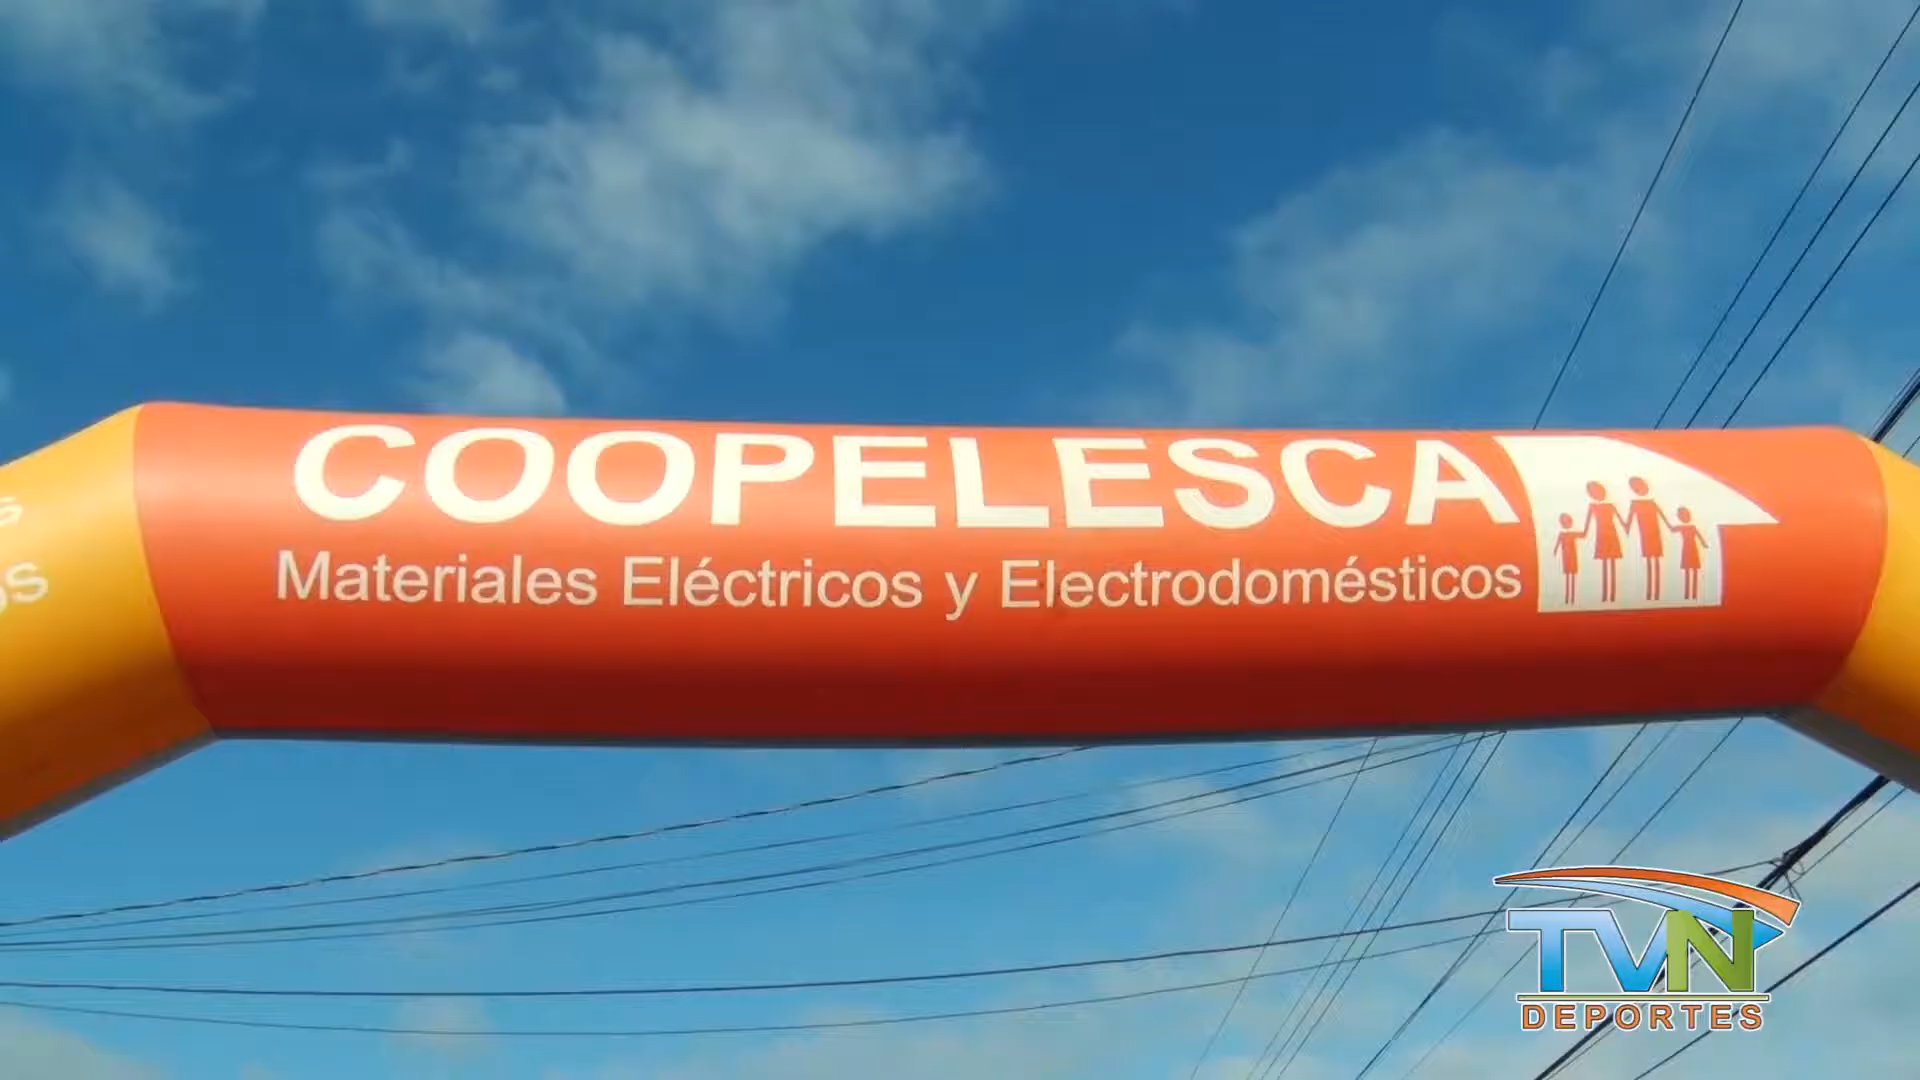 COOPELESCA
Materiales Eléctricos y Electrodomésticos
TVN
DEPORTES